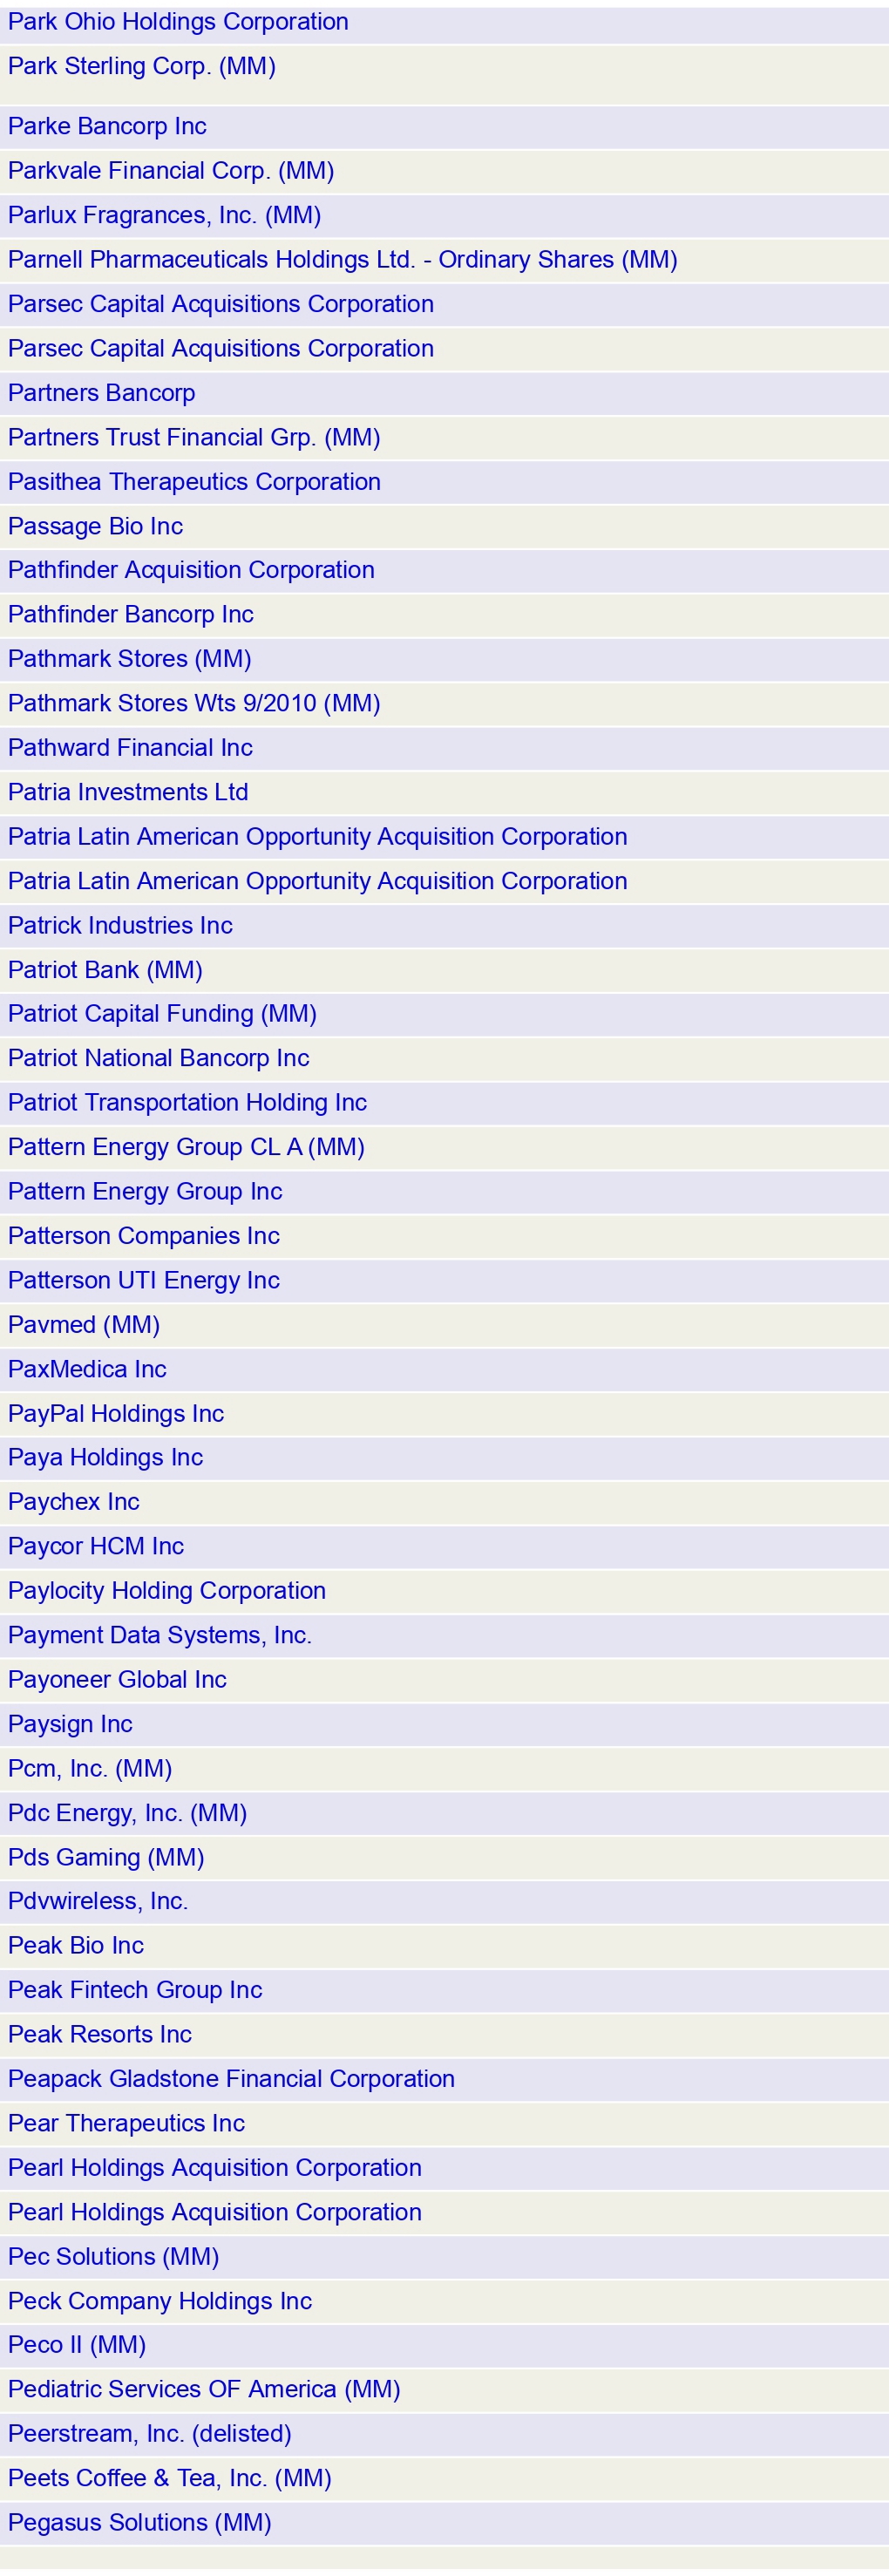 Park Ohio Holdings Corporation
Park Sterling Corp. (MM)
Parke Bancorp Inc
Parkvale Financial Corp. (MM)
Parlux Fragrances, Inc. (MM)
Parnell Pharmaceuticals Holdings Ltd. - Ordinary Shares (MM)
Parsec Capital Acquisitions Corporation
Parsec Capital Acquisitions Corporation
Partners Bancorp
Partners Trust Financial Grp. (MM)
Pasithea Therapeutics Corporation
Passage Bio Inc
Pathfinder Acquisition Corporation
Pathfinder Bancorp Inc
Pathmark Stores (MM)
Pathmark Stores Wts 9/2010 (MM)
Pathward Financial Inc
Patria Investments Ltd
Patria Latin American Opportunity Acquisition Corporation
Patria Latin American Opportunity Acquisition Corporation
Patrick Industries Inc
Patriot Bank (MM)
Patriot Capital Funding (MM)
Patriot National Bancorp Inc
Patriot Transportation Holding Inc
Pattern Energy Group CL A (MM)
Pattern Energy Group Inc
Patterson Companies Inc
Patterson UTI Energy Inc
Pavmed (MM)
PaxMedica Inc
PayPal Holdings Inc
Paya Holdings Inc
Paychex Inc
Paycor HCM Inc
Paylocity Holding Corporation
Payment Data Systems, Inc.
Payoneer Global Inc
Paysign Inc
Pcm, Inc. (MM)
Pdc Energy, Inc. (MM)
Pds Gaming (MM)
Pdvwireless, Inc.
Peak Bio Inc
Peak Fintech Group Inc
Peak Resorts Inc
Peapack Gladstone Financial Corporation
Pear Therapeutics Inc
Pearl Holdings Acquisition Corporation
Pearl Holdings Acquisition Corporation
Pec Solutions (MM)
Peck Company Holdings Inc
Peco II (MM)
Pediatric Services OF America (MM)
Peerstream, Inc. (delisted)
Peets Coffee & Tea, Inc. (MM)
Pegasus Solutions (MM)